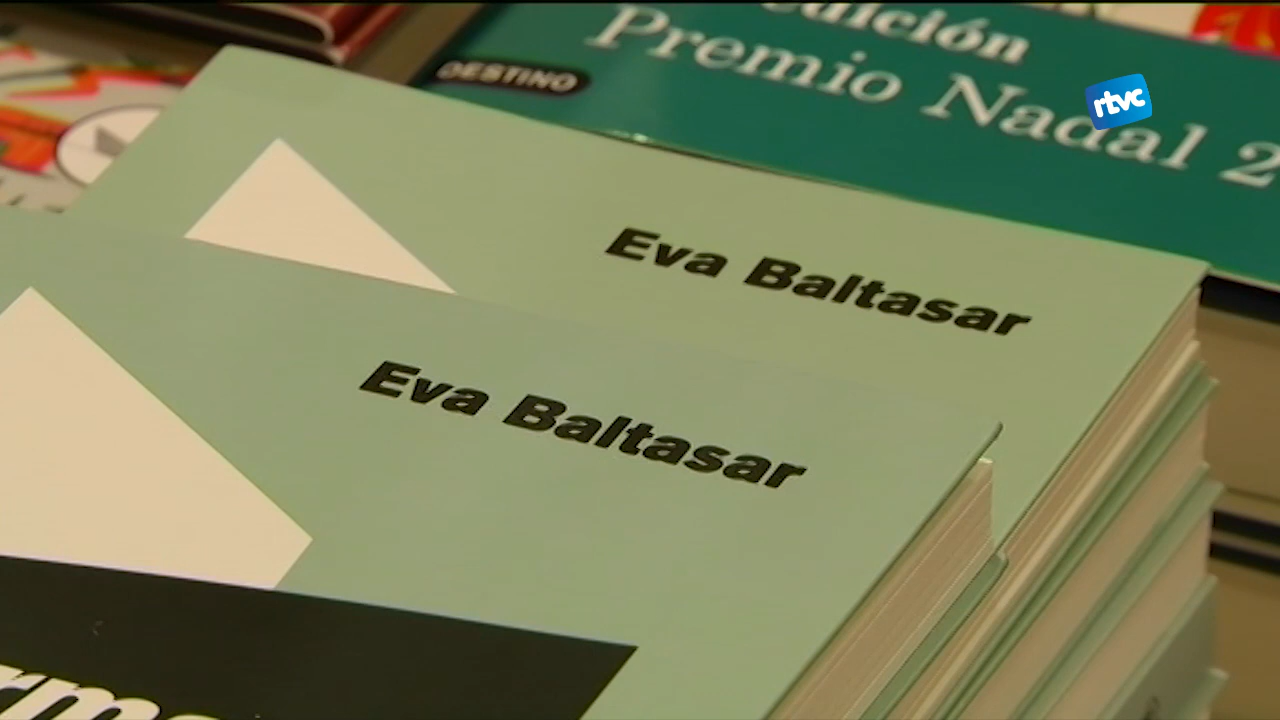 edición
Premio Nadal 2
DESTINO
rtvc
Eva Baltasar
Eva Baltasar